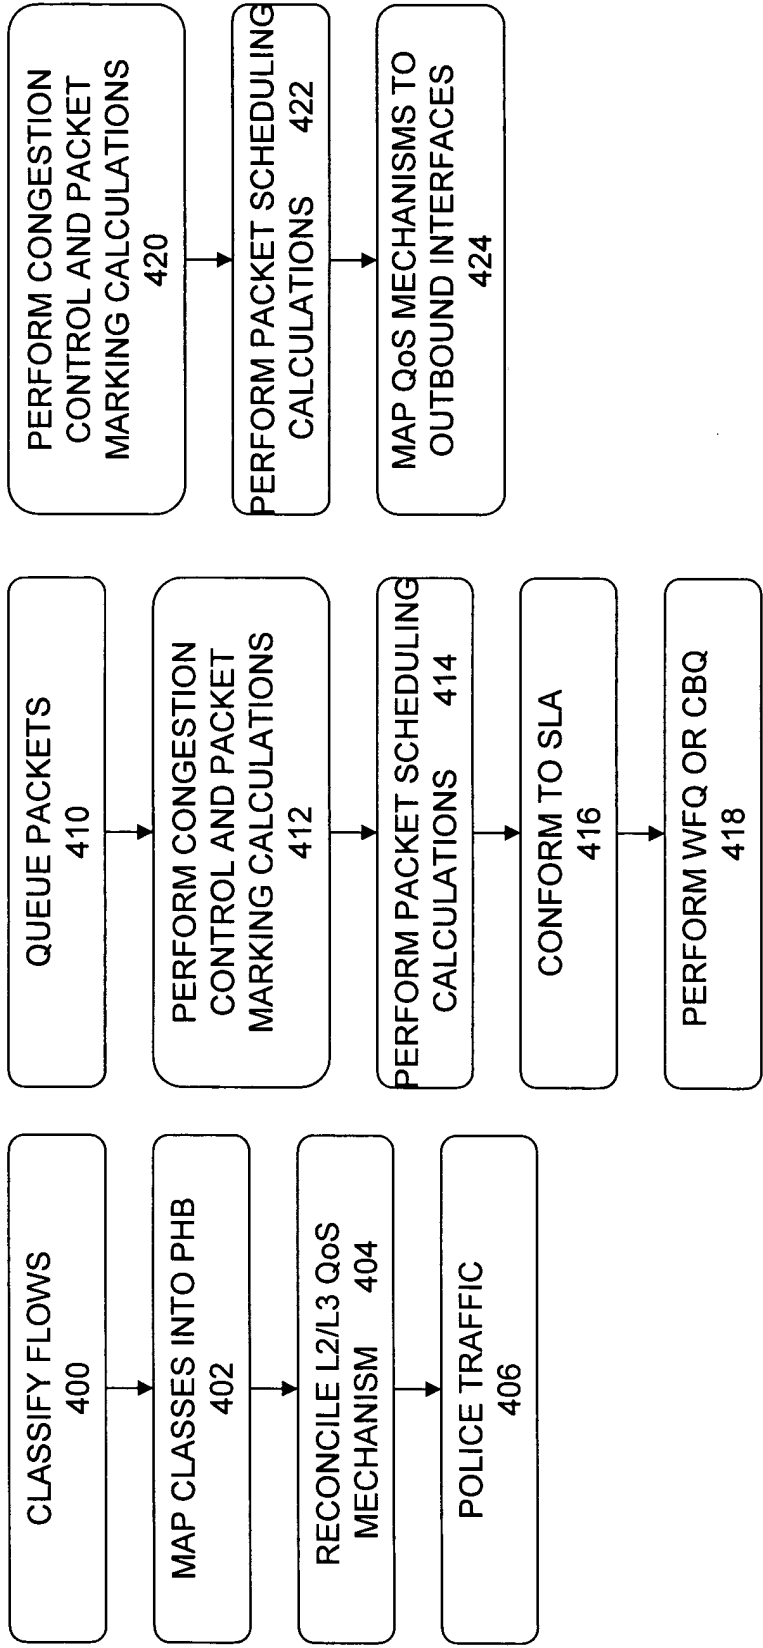 CLASSIFY FLOWS
400
MAP CLASSES INTO PHB
402
RECONCILE L2/L3 QoS
MECHANISM 404
POLICE TRAFFIC
406
QUEUE PACKETS
410
PERFORM CONGESTION
CONTROL AND PACKET
MARKING CALCULATIONS
412
PERFORM PACKET SCHEDULING
CALCULATIONS 414
CONFORM TO SLA
416
PERFORM WFQ OR CBQ
418
PERFORM CONGESTION
CONTROL AND PACKET
MARKING CALCULATIONS
420
PERFORM PACKET SCHEDULING
CALCULATIONS 422
MAP QoS MECHANISMS TO
OUTBOUND INTERFACES
424